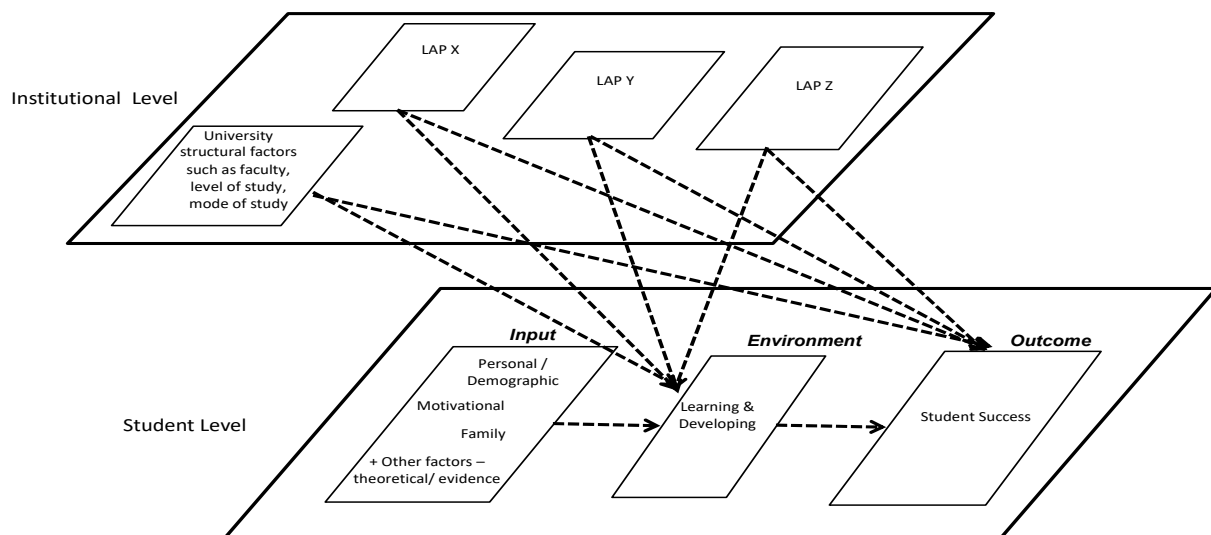 LAP X
LAP Y
LAP Z
Institutional Level
University
structural factors
such as faculty,
level of study,
mode of study
Input
Environment
Outcome
Personal /
Demographic
Motivational
Family
+ Other factors –
theoretical/ evidence
Learning &
Developing
Student Success
Student Level